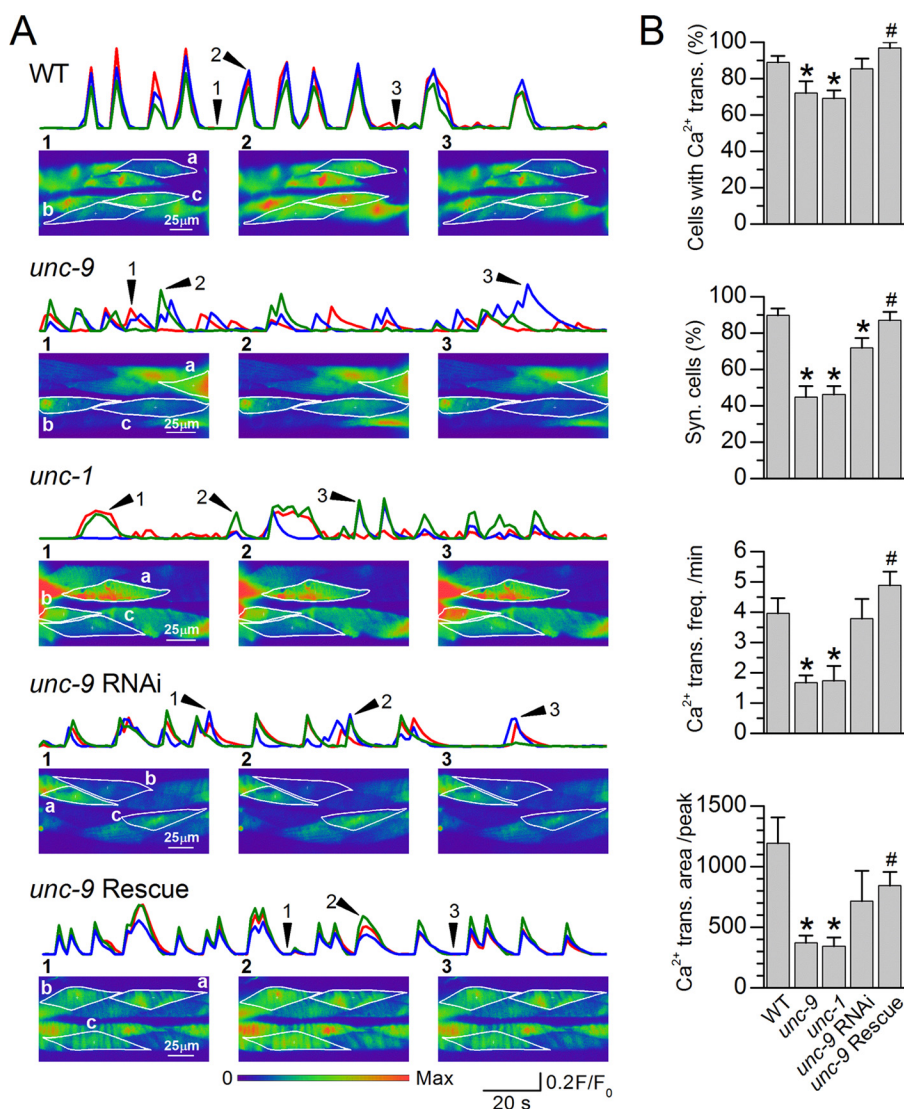 A
WT
1
2
3
1
2
3
a
b
c
25μm
unc-9
1
2
3
1
2
3
a
b
c
25μm
unc-1
1
2
3
1
2
3
a
b
c
25μm
unc-9 RNAi
1
2
3
1
2
3
b
a
c
25μm
unc-9 Rescue
1
2
3
1
2
3
b
a
c
25μm
0
Max
0.2F/F₀
20 s
B
Cells with Ca²⁺ trans. (%)
100
80
60
40
20
0
*
*
#
Syn. cells (%)
80
60
40
20
0
*
*
*
#
Ca²⁺ trans. freq. /min
6
5
4
3
2
1
0
*
*
#
Ca²⁺ trans. area /peak
1500
1000
500
0
*
*
#
WT
unc-9
unc-1
unc-9 RNAi
unc-9 Rescue